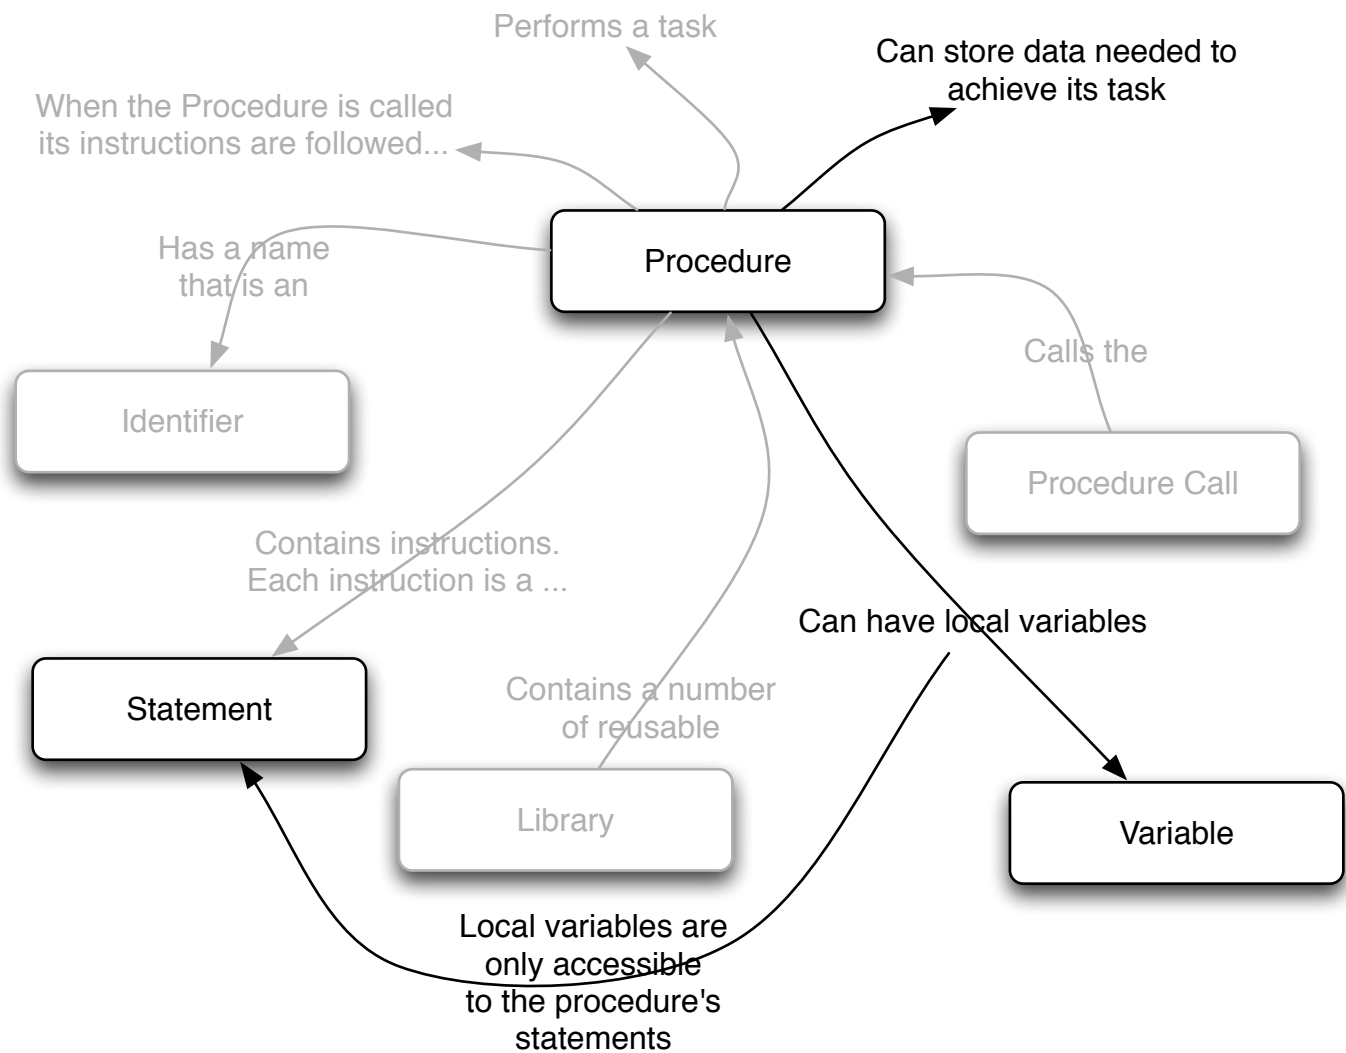 Performs a task
Can store data needed to
achieve its task
When the Procedure is called
its instructions are followed...
Has a name
that is an
Procedure
Calls the
Identifier
Procedure Call
Contains instructions.
Each instruction is a ...
Can have local variables
Contains a number
of reusable
Statement
Library
Variable
Local variables are
only accessible
to the procedure's
statements